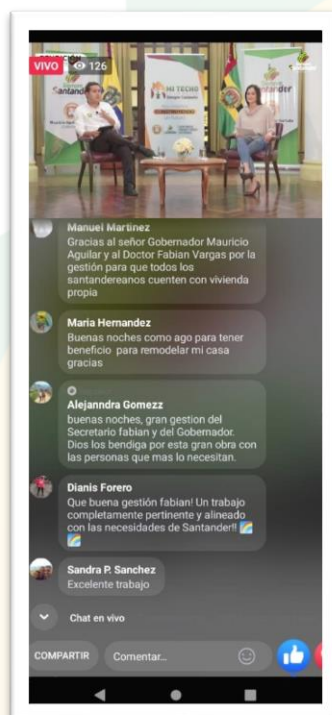 VIVO 126
Santander
MI TECHO
Manuel Martinez
Gracias al señor Gobernador Mauricio
Aguilar y al Doctor Fabian Vargas por la
gestión para que todos los
santandereanos cuenten con vivienda
propia
Maria Hernandez
Buenas noches como ago para tener
beneficio para remodelar mi casa
gracias
Alejanndra Gomezz
buenas noches, gran gestion del
Secretario fabian y del Gobernador.
Dios los bendiga por esta gran obra con
las personas que mas lo necesitan.
Dianis Forero
Que buena gestión fabian! Un trabajo
completamente pertinente y alineado
con las necesidades de Santander!!
Sandra P. Sanchez
Excelente trabajo
Chat en vivo
COMPARTIR Comentar...